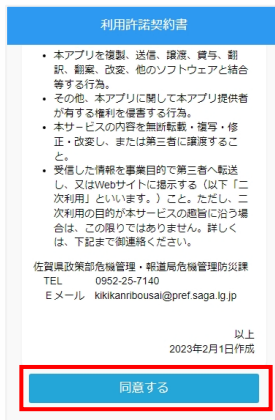 利用許諾契約書
• 本アプリを複製、送信、譲渡、貸与、翻
訳、翻案、改変、他のソフトウェアと結合
等する行為。
• その他、本アプリに関して本アプリ提供者
が有する権利を侵害する行為。
• 本サービスの内容を無断転載・複写・修
正・改変し、または第三者に譲渡するこ
と。
• 受信した情報を事業目的で第三者へ転送
し、又はWebサイトに掲示する（以下「二
次利用」といいます。）こと。ただし、二
次利用の目的が本サービスの趣旨に沿う場
合は、この限りではありません。詳しく
は、下記まで御連絡ください。
佐賀県政策部危機管理・報道局危機管理防災課
TEL 0952-25-7140
Eメール kikikanribousai@pref.saga.lg.jp
以上
2023年2月1日作成
同意する